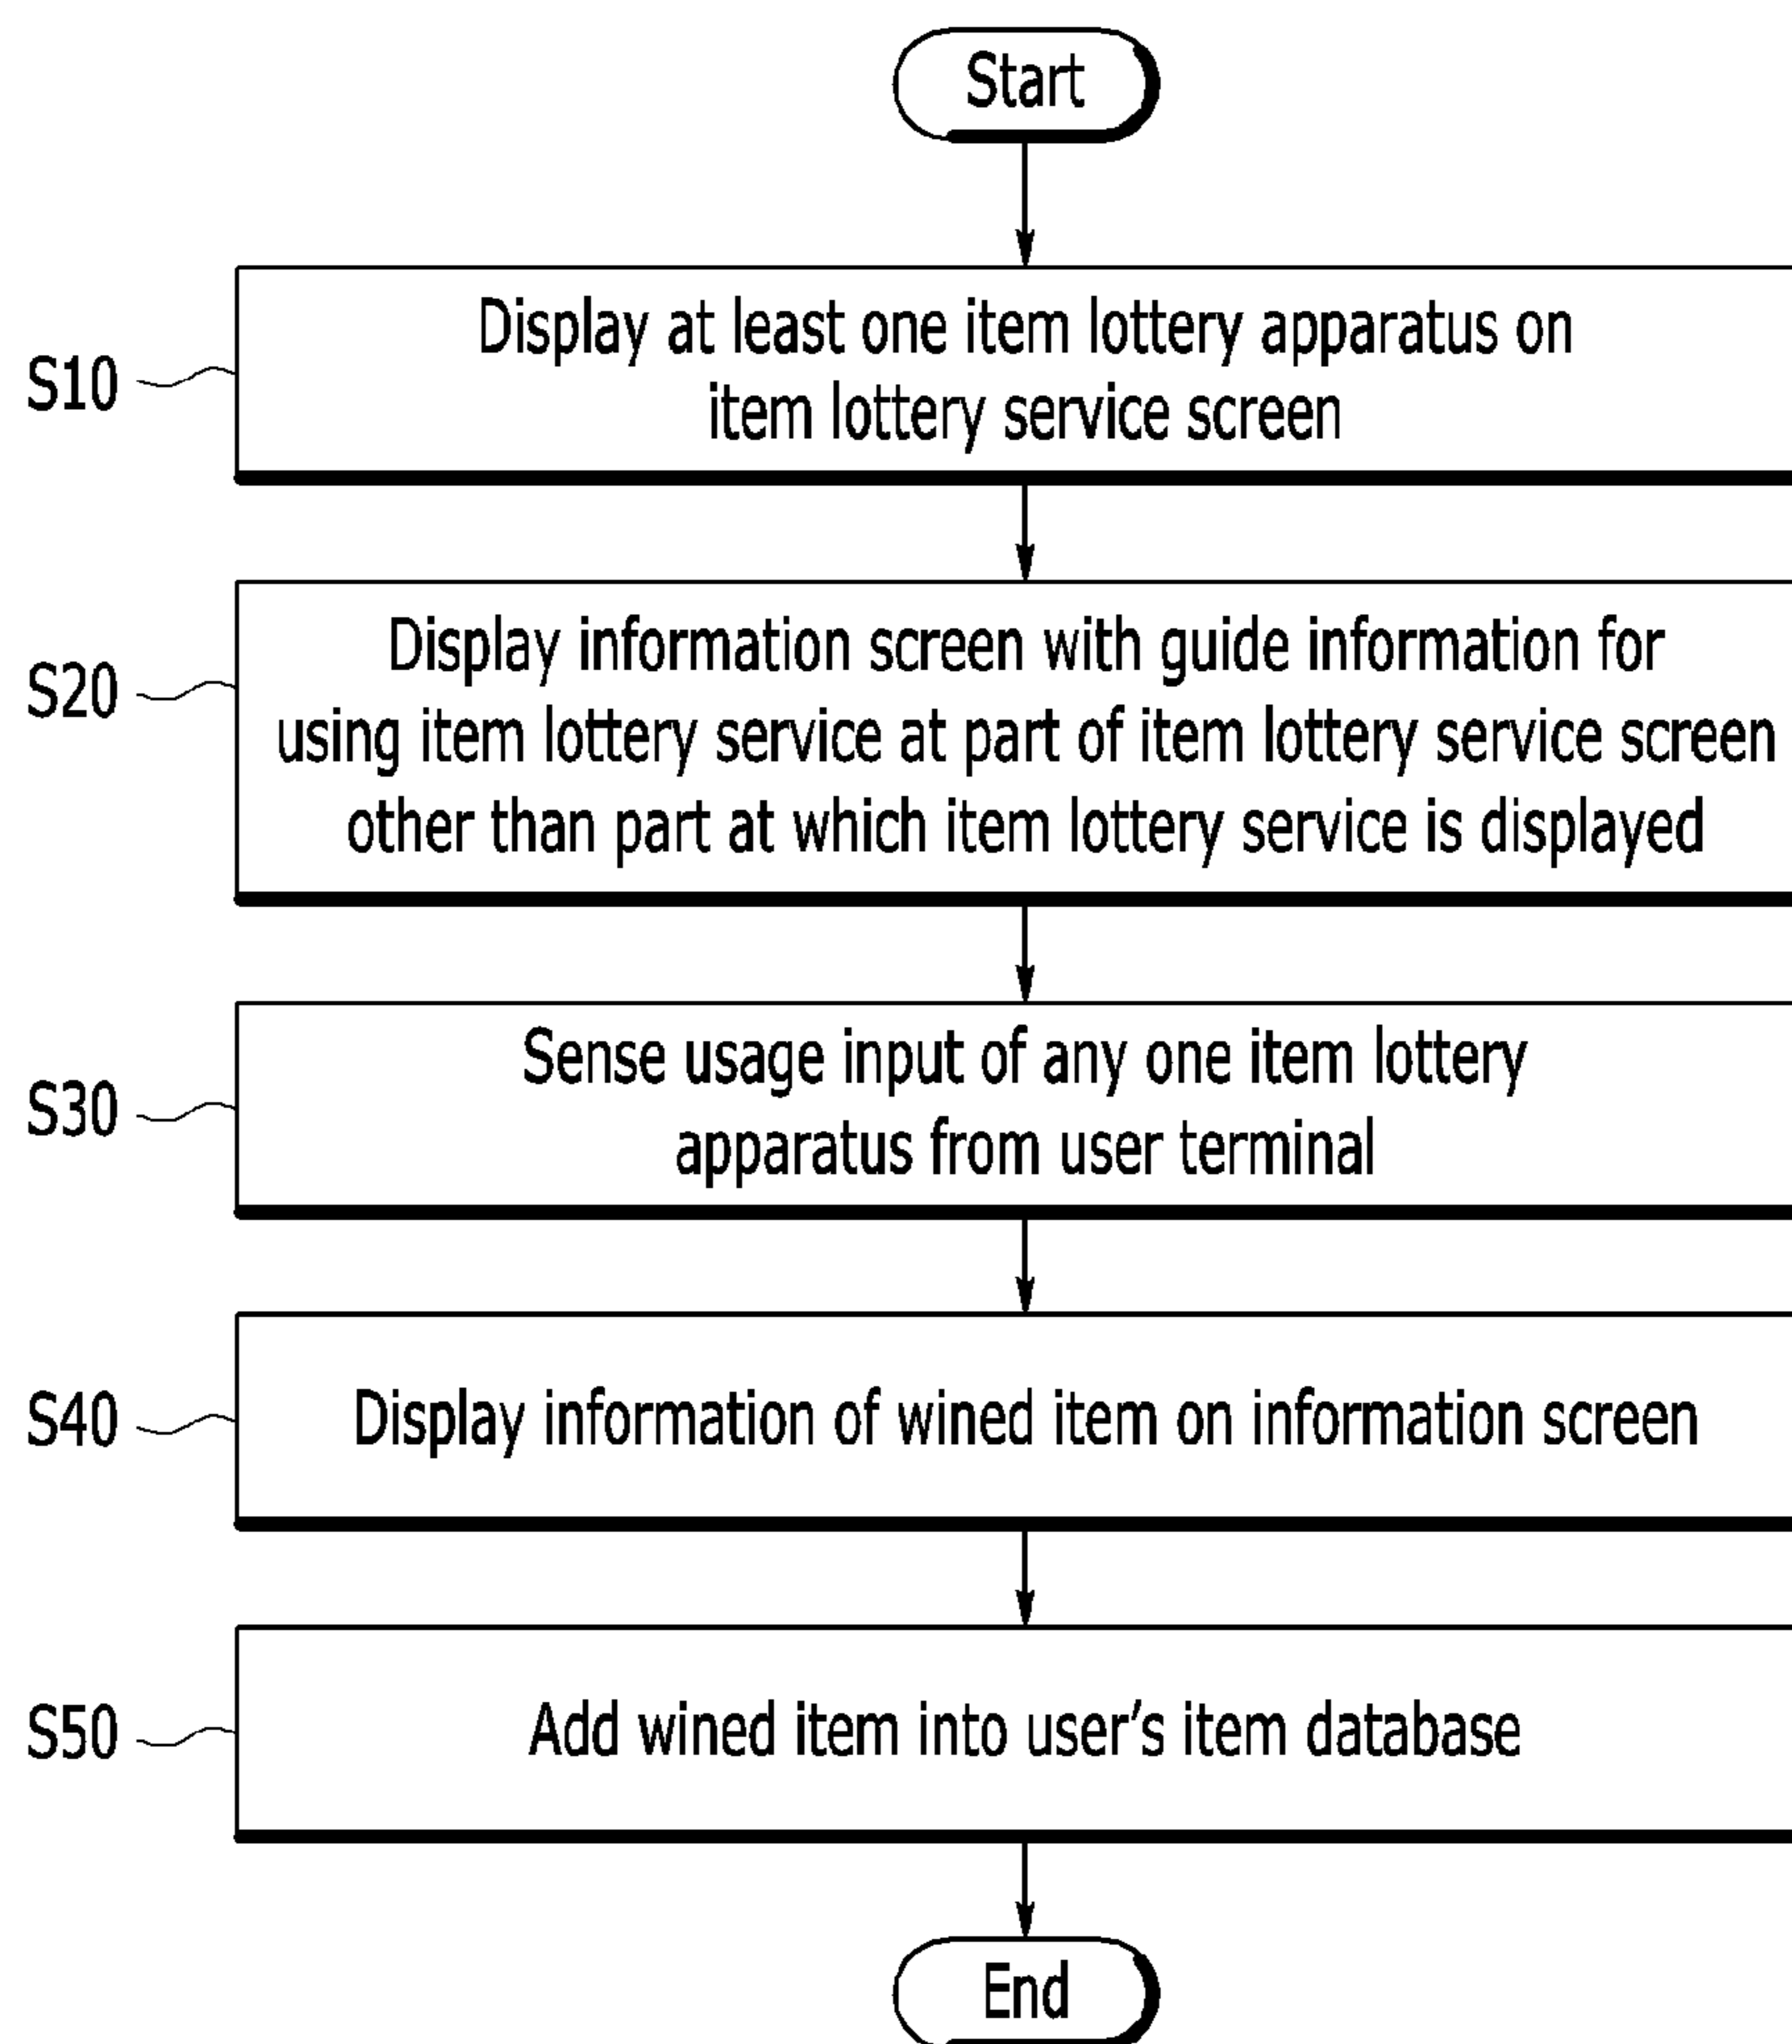 Start
S10
Display at least one item lottery apparatus on
item lottery service screen
S20
Display information screen with guide information for
using item lottery service at part of item lottery service screen
other than part at which item lottery service is displayed
S30
Sense usage input of any one item lottery
apparatus from user terminal
S40
Display information of wined item on information screen
S50
Add wined item into user's item database
End